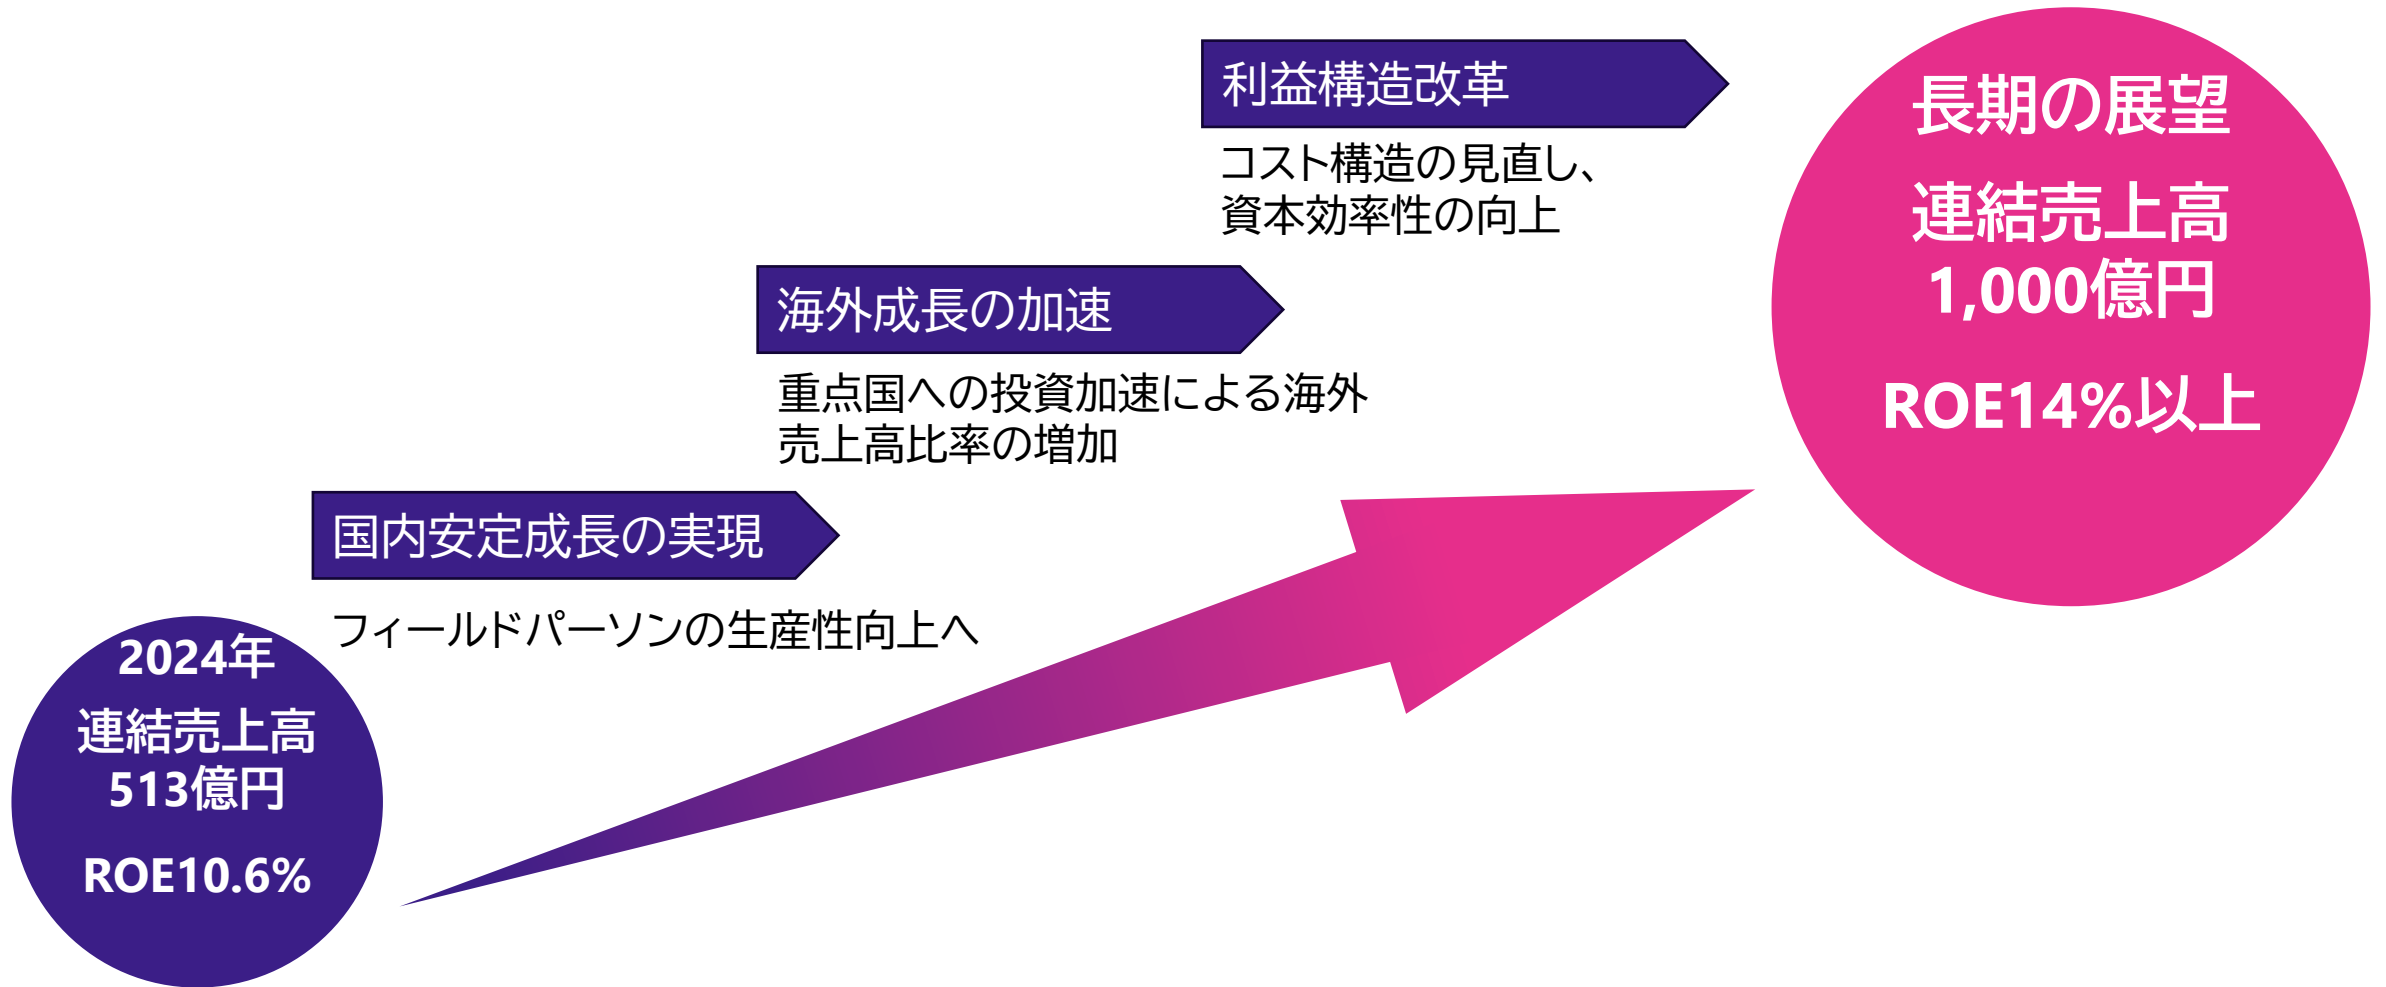 利益構造改革
コスト構造の見直し、
資本効率性の向上
海外成長の加速
重点国への投資加速による海外
売上高比率の増加
国内安定成長の実現
フィールドパーソンの生産性向上へ
2024年
連結売上高
513億円
ROE10.6%
長期の展望
連結売上高
1,000億円
ROE14%以上